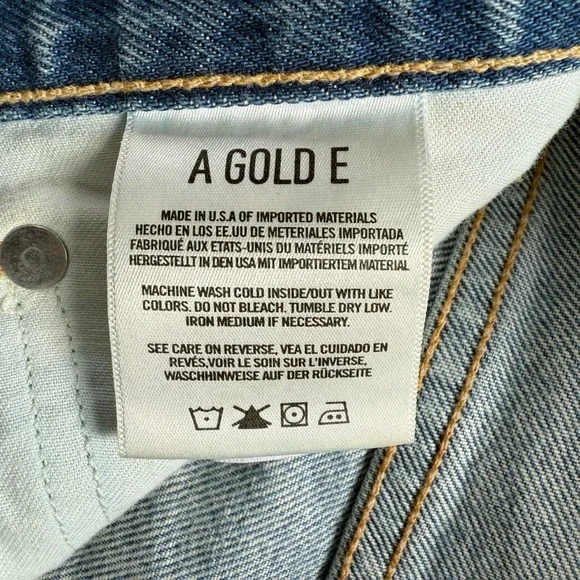 A GOLD E
MADE IN U.S.A OF IMPORTED MATERIALS
HECHO EN LOS EE.UU DE METERIALES IMPORTADA
FABRIQUÉ AUX ETATS-UNIS DU MATÉRIELS IMPORTÉ
HERGESTELLT IN DEN USA MIT IMPORTIERTEM MATERIAL
MACHINE WASH COLD INSIDE/OUT WITH LIKE
COLORS. DO NOT BLEACH. TUMBLE DRY LOW.
IRON MEDIUM IF NECESSARY.
SEE CARE ON REVERSE, VEA EL CUIDADO EN
REVÉS,VOIR LE SOIN SUR L'INVERSE,
WASCHHINWEISE AUF DER RÜCKSEITE